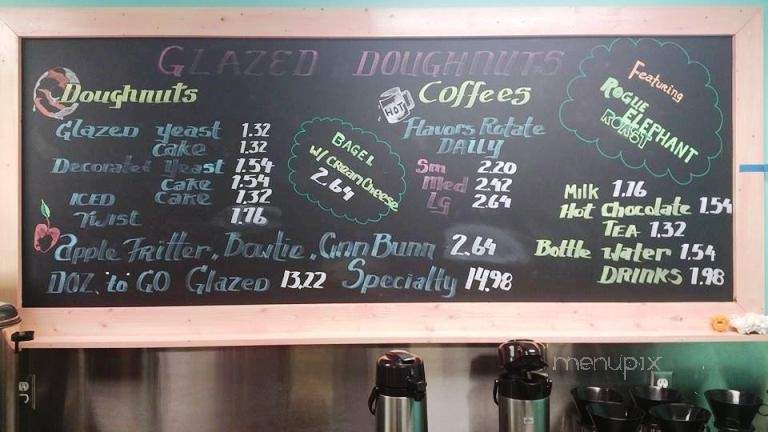 GLAZED DOUGHNUTS
Doughnuts
Glazed Yeast 1.32
Cake 1.32
Decorated Yeast 1.54
Cake 1.54
ICED Cake 1.32
Twist 1.76
Apple Fritter, Bowtie, Cinn Bunn 2.64
DOZ. to GO Glazed 13.22 Specialty 14.98
BAGEL
w/ Cream Cheese
2.64
HOT
Coffees
Flavors Rotate
DAILY
Sm 2.20
Med 2.42
Lg 2.64
Featuring
ROGUE
ELEPHANT
ROAST
Milk 1.76
Hot Chocolate 1.54
TEA 1.32
Bottle Water 1.54
DRINKS 1.98
menupix